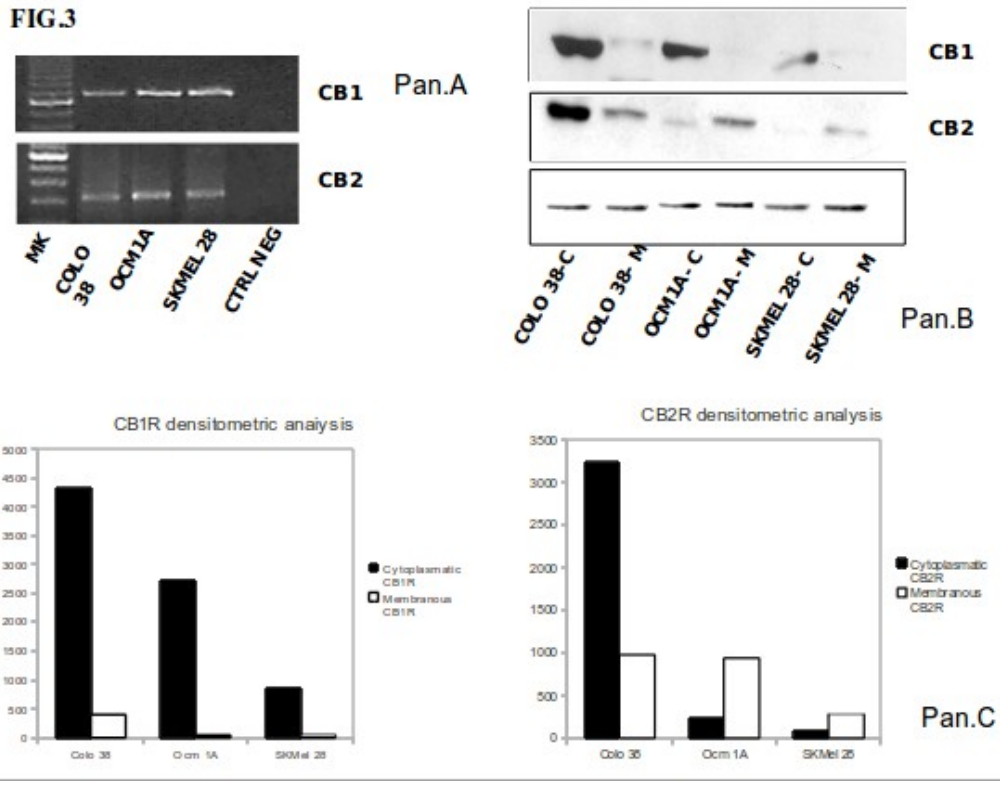 FIG.3
CB1
Pan.A
CB2
MK
COLO
38
OCM1A
SKMEL 28
CTRL NEG
CB1
CB2
COLO 38-C
COLO 38- M
OCM1A- C
OCM1A- M
SKMEL 28- C
SKMEL 28- M
Pan.B
CB1R densitometric anaiysis
5000
4500
4000
3500
3000
2500
2000
1500
1000
500
0
Colo 38
Ocm 1A
SKMel 28
Cytoplasmatic
CB1R
Membranous
CB1R
CB2R densitometric analysis
3500
3000
2500
2000
1500
1000
500
0
Colo 38
Ocm 1A
SKMel 28
Cytoplasmatic
CB2R
Membranous
CB2R
Pan.C